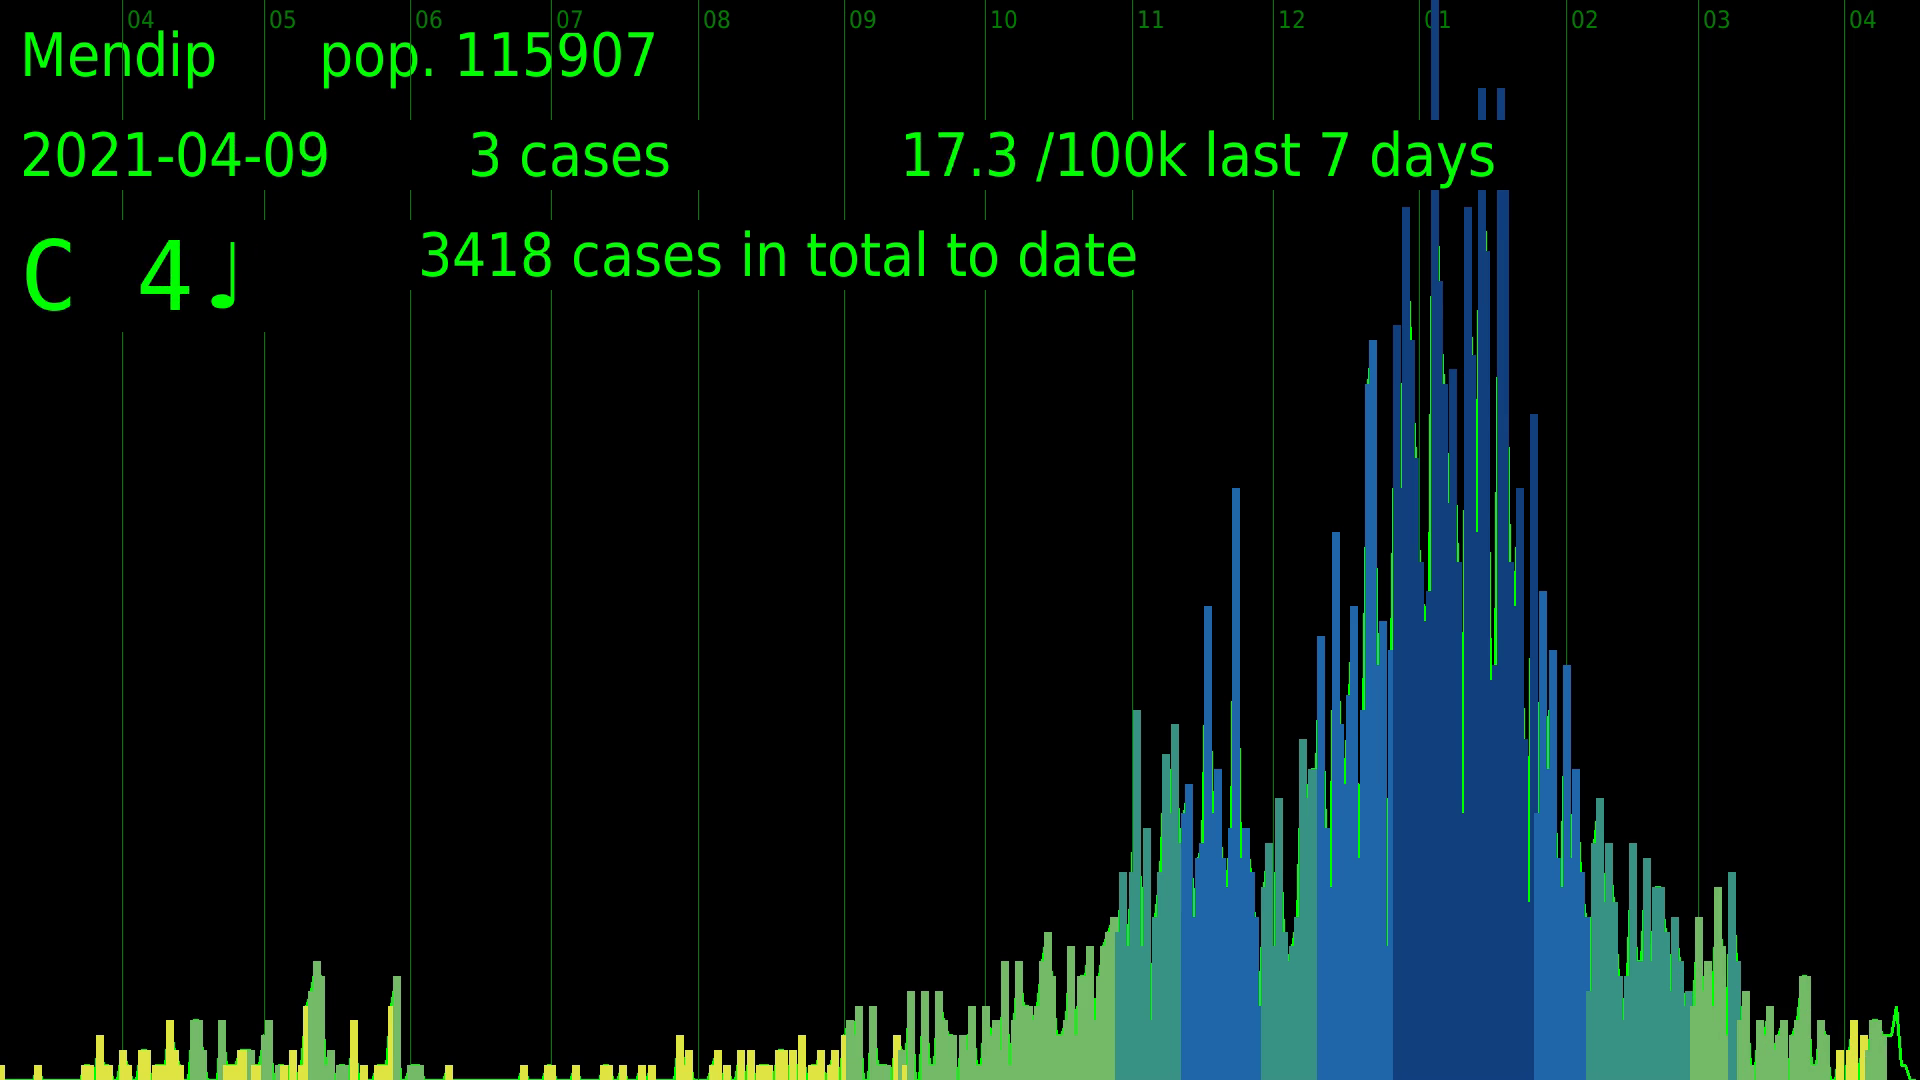 04 05 06 07 08 09 10 11 12 01 02 03 04
Mendip pop. 115907
2021-04-09 3 cases 17.3 /100k last 7 days
C 4♩ 3418 cases in total to date